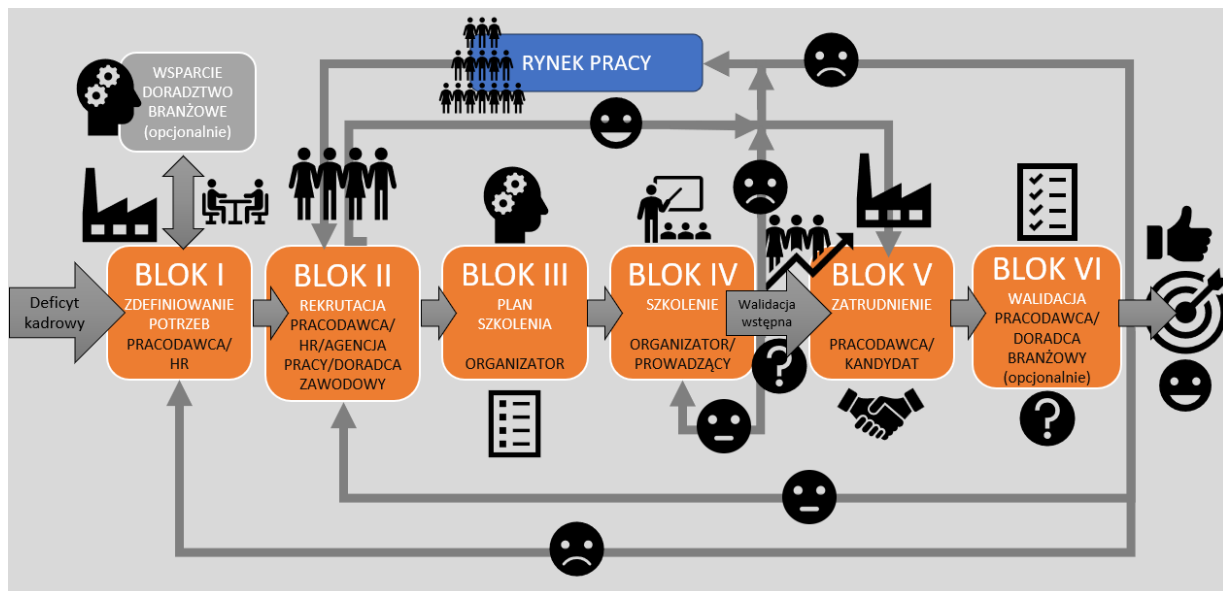 RYNEK PRACY
WSPARCIE
DORADZTWO
BRANŻOWE
(opcjonalnie)
Deficyt
kadrowy
BLOK I
ZDEFINIOWANIE
POTRZEB
PRACODAWCA/
HR
BLOK II
REKRUTACJA
PRACODAWCA/
HR/AGENCJA
PRACY/DORADCA
ZAWODOWY
BLOK III
PLAN
SZKOLENIA
ORGANIZATOR
BLOK IV
SZKOLENIE
ORGANIZATOR/
PROWADZĄCY
Walidacja
wstępna
BLOK V
ZATRUDNIENIE
PRACODAWCA/
KANDYDAT
BLOK VI
WALIDACJA
PRACODAWCA/
DORADCA
BRANŻOWY
(opcjonalnie)
?
?